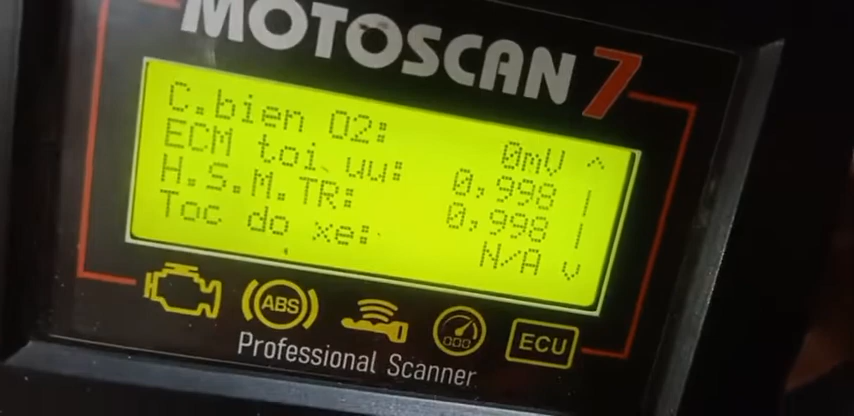 MOTOSCAN 7
C.bien O2: 0mV ^
ECM toi uu: 0,998 |
H.S.M.TR: 0,998 |
Toc do xe: N/A v
ABS
ECU
Professional Scanner